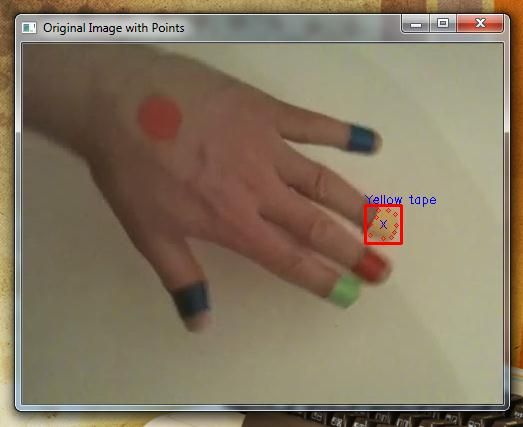 Original Image with Points
Yellow tape
X